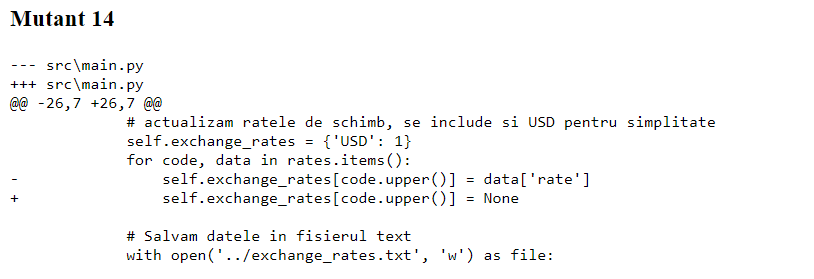 Mutant 14
--- src\main.py
+++ src\main.py
@@ -26,7 +26,7 @@
# actualizam ratele de schimb, se include si USD pentru simplitate
self.exchange_rates = {'USD': 1}
for code, data in rates.items():
-                self.exchange_rates[code.upper()] = data['rate']
+                self.exchange_rates[code.upper()] = None
# Salvam datele in fisierul text
with open('../exchange_rates.txt', 'w') as file: